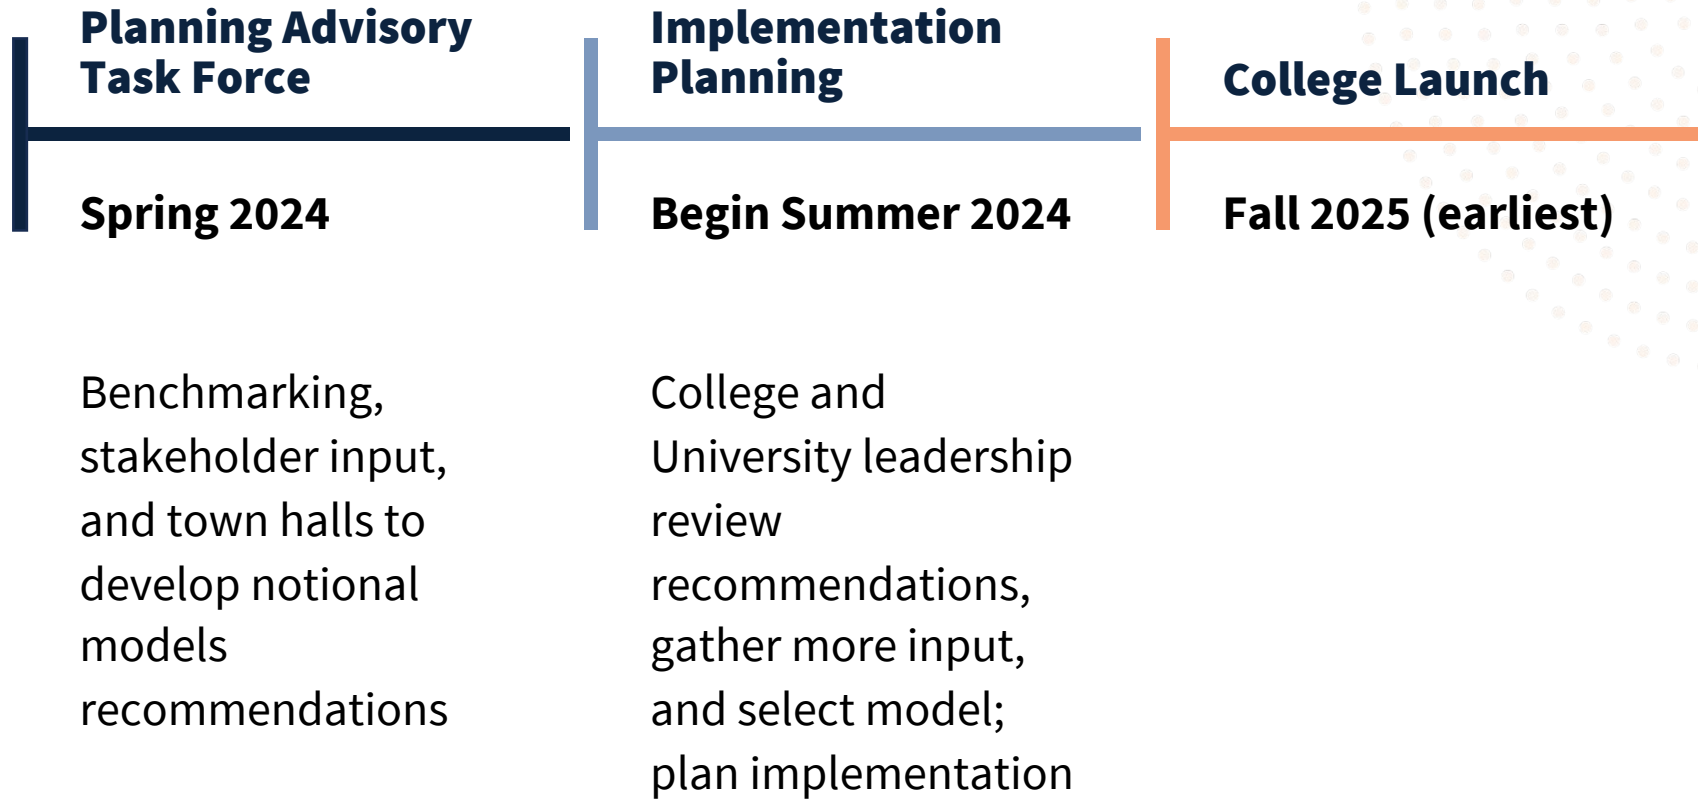 Planning Advisory
Task Force
Spring 2024
Benchmarking,
stakeholder input,
and town halls to
develop notional
models
recommendations
Implementation
Planning
Begin Summer 2024
College and
University leadership
review
recommendations,
gather more input,
and select model;
plan implementation
College Launch
Fall 2025 (earliest)